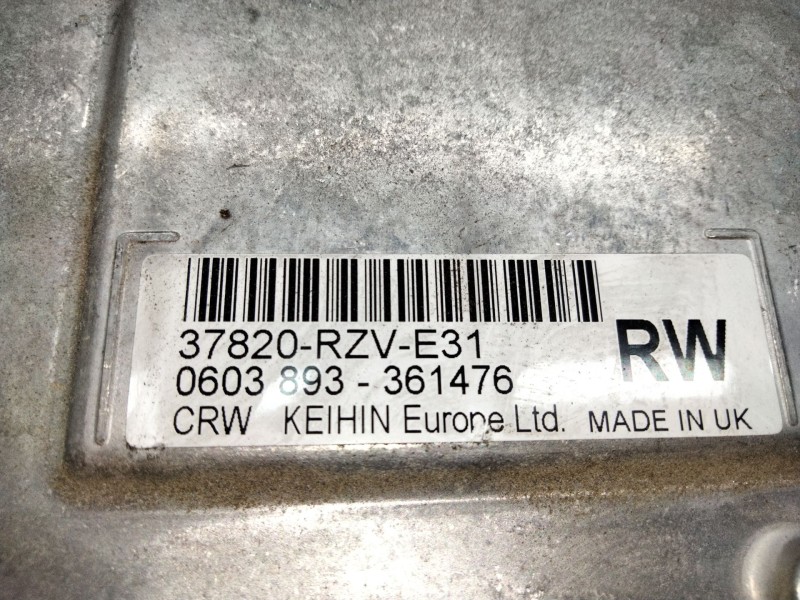 37820-RZV-E31
0603 893 - 361476
RW
CRW KEIHIN Europe Ltd. MADE IN UK